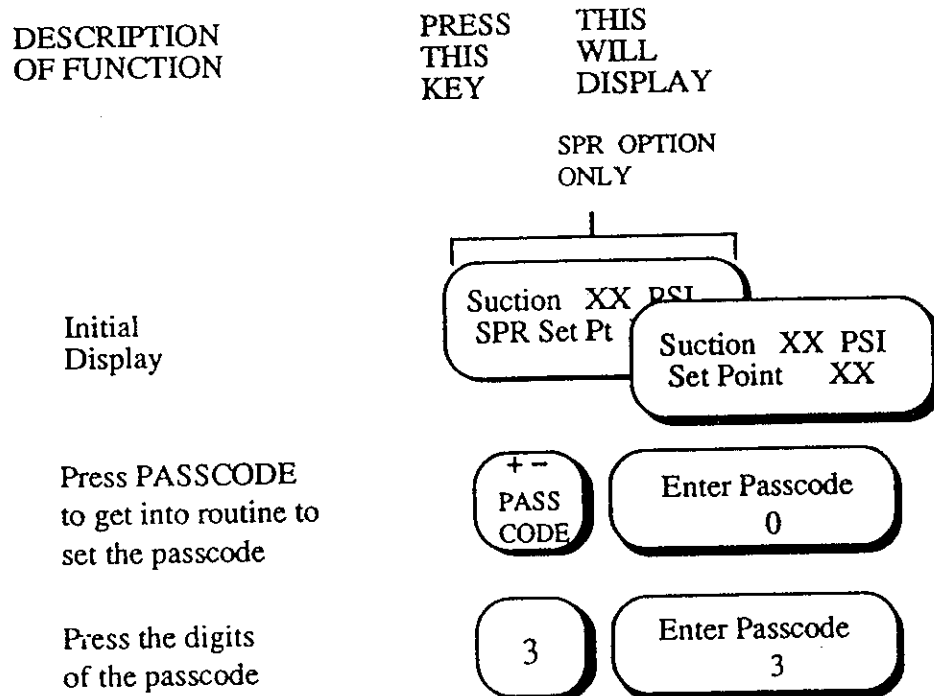 DESCRIPTION
OF FUNCTION
PRESS
THIS
KEY
THIS
WILL
DISPLAY
SPR OPTION
ONLY
Initial
Display
Suction XX PSI
SPR Set Pt
Suction XX PSI
Set Point XX
Press PASSCODE
to get into routine to
set the passcode
+ -
PASS
CODE
Enter Passcode
0
Press the digits
of the passcode
3
Enter Passcode
3